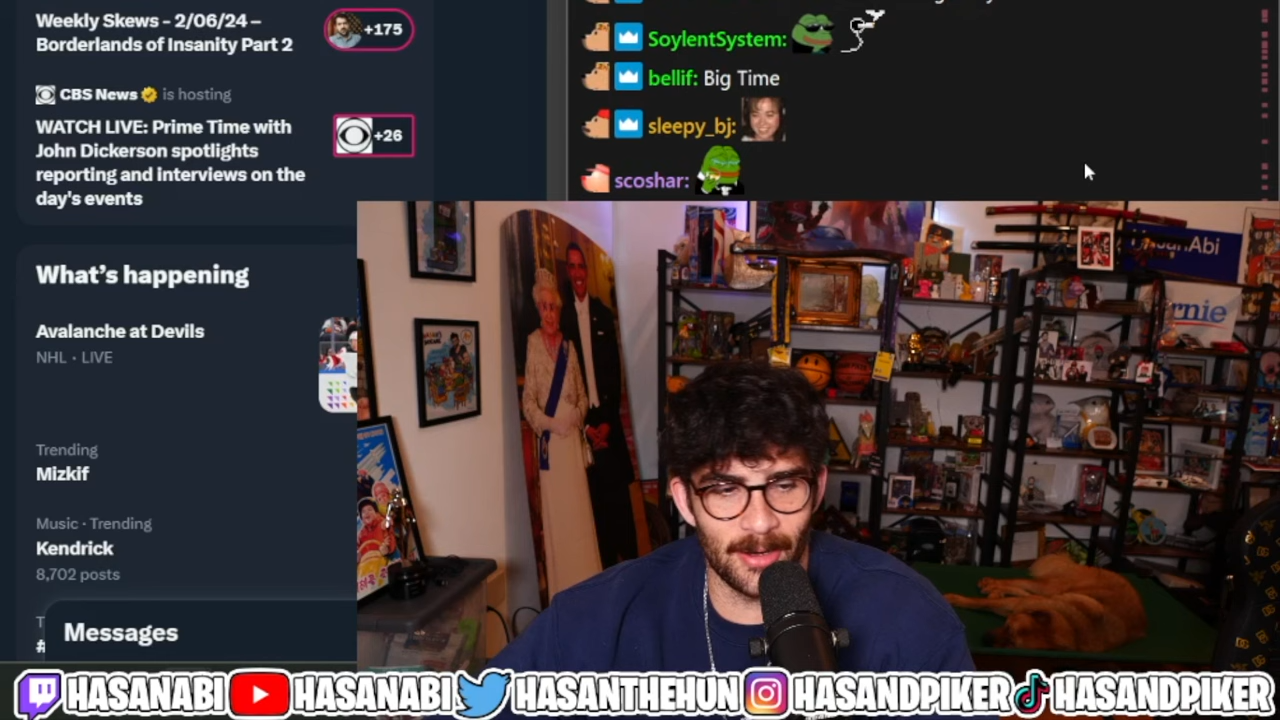 Weekly Skews - 2/06/24 –
Borderlands of Insanity Part 2
+175
CBS News is hosting
WATCH LIVE: Prime Time with
John Dickerson spotlights
reporting and interviews on the
day's events
+26
What's happening
Avalanche at Devils
NHL · LIVE
Trending
Mizkif
Music · Trending
Kendrick
8,702 posts
Messages
SoylentSystem:
bellif: Big Time
sleepy_bj:
scoshar:
HASANABI HASANABI HASANTHEHUN HASANDPIKER HASANDPIKER